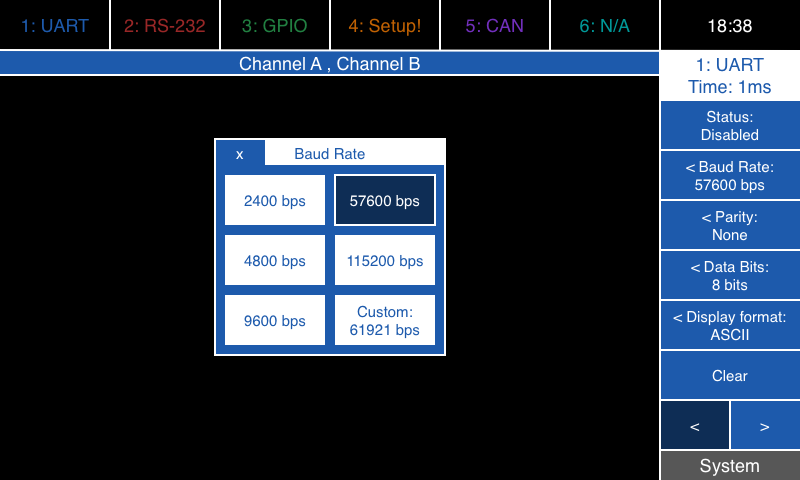 1: UART
2: RS-232
3: GPIO
4: Setup!
5: CAN
6: N/A
18:38
Channel A , Channel B
1: UART
Time: 1ms
Status:
Disabled
< Baud Rate:
57600 bps
< Parity:
None
< Data Bits:
8 bits
< Display format:
ASCII
Clear
<
>
System
x
Baud Rate
2400 bps
57600 bps
4800 bps
115200 bps
9600 bps
Custom:
61921 bps